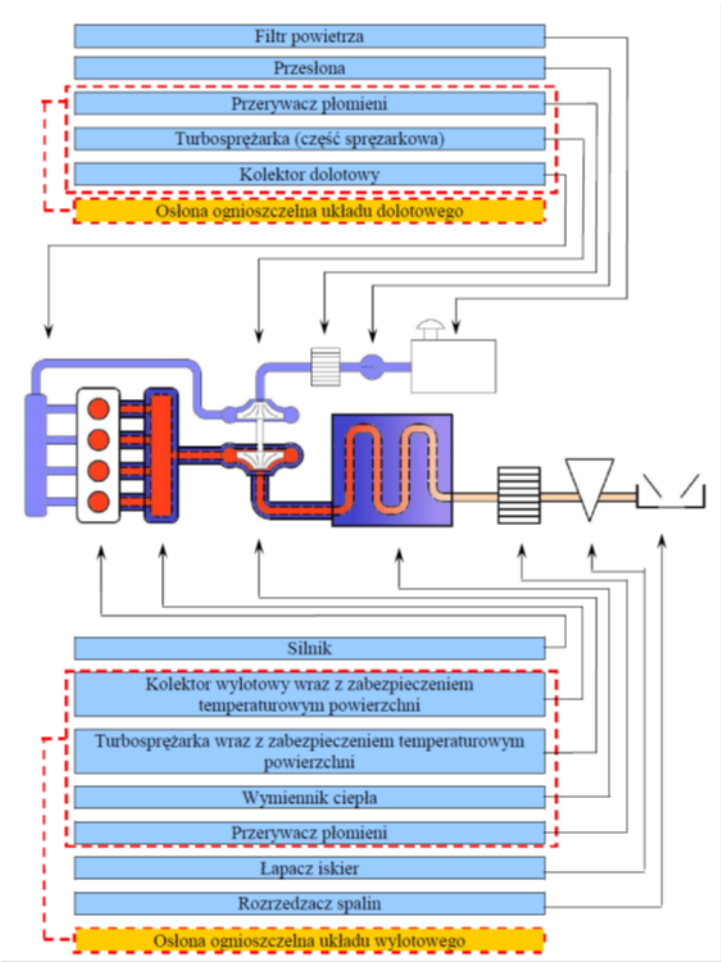 Filtr powietrza
Przesłona
Przerywacz płomieni
Turbosprężarka (część spręzarkowa)
Kolektor dolotowy
Osłona ognioszczelna układu dolotowego
Silnik
Kolektor wylotowy wraz z zabezpieczeniem
temperaturowym powierzchni
Turbosprężarka wraz z zabezpieczeniem temperaturowym
powierzchni
Wymiennik ciepła
Przerywacz płomieni
Łapacz iskier
Rozrzedzacz spalin
Osłona ognioszczelna układu wylotowego